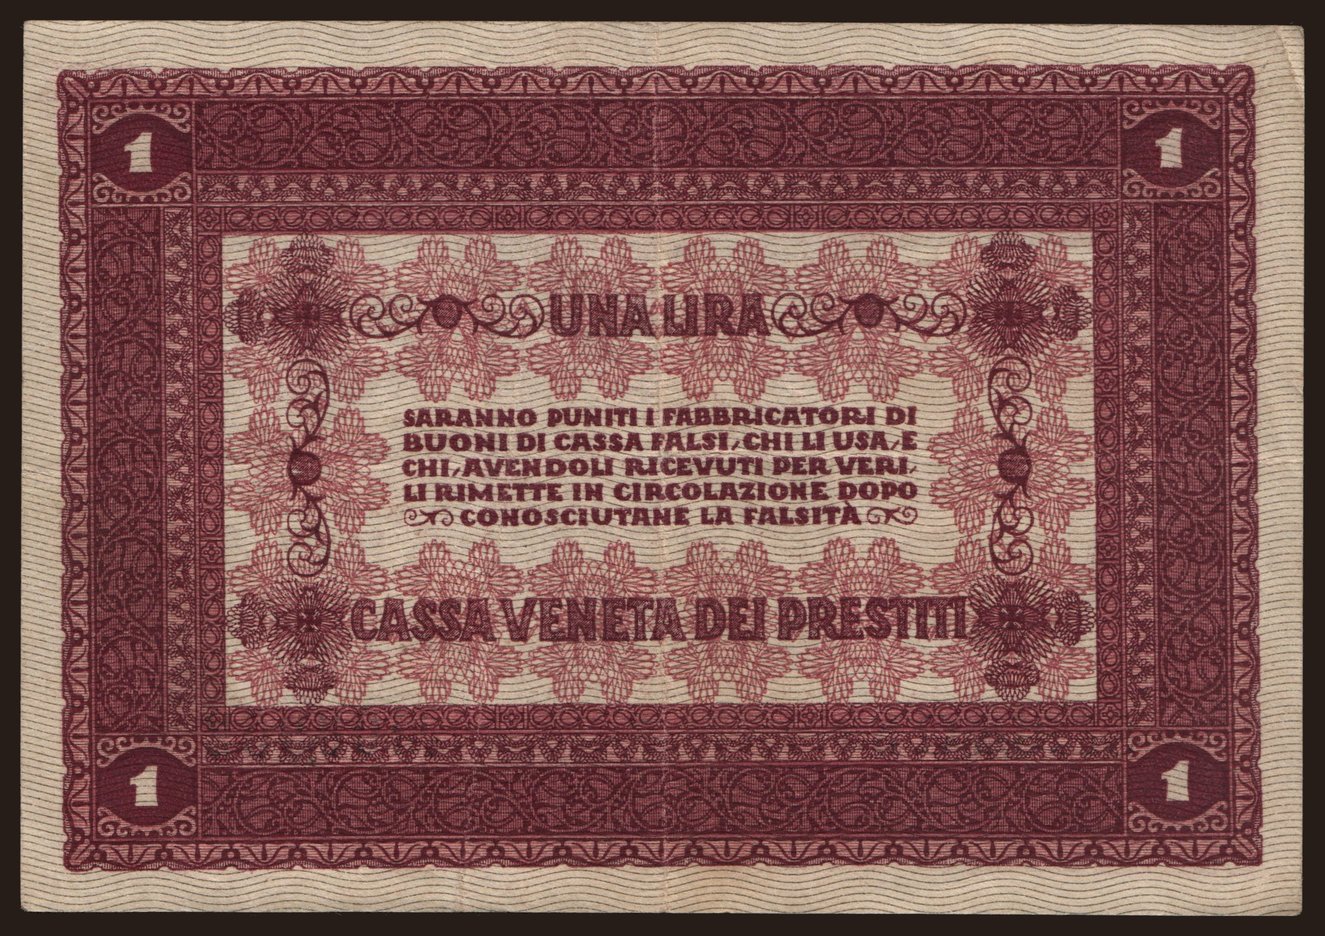 1 1
UNA LIRA
SARANNO PUNITI I FABBRICATORI DI
BUONI DI CASSA FALSI, CHI LI USA, E
CHI, AVENDOLI RICEVUTI PER VERI,
LI RIMETTE IN CIRCOLAZIONE DOPO
CONOSCIUTANE LA FALSITÀ
CASSA VENETA DEI PRESTITI
1 1